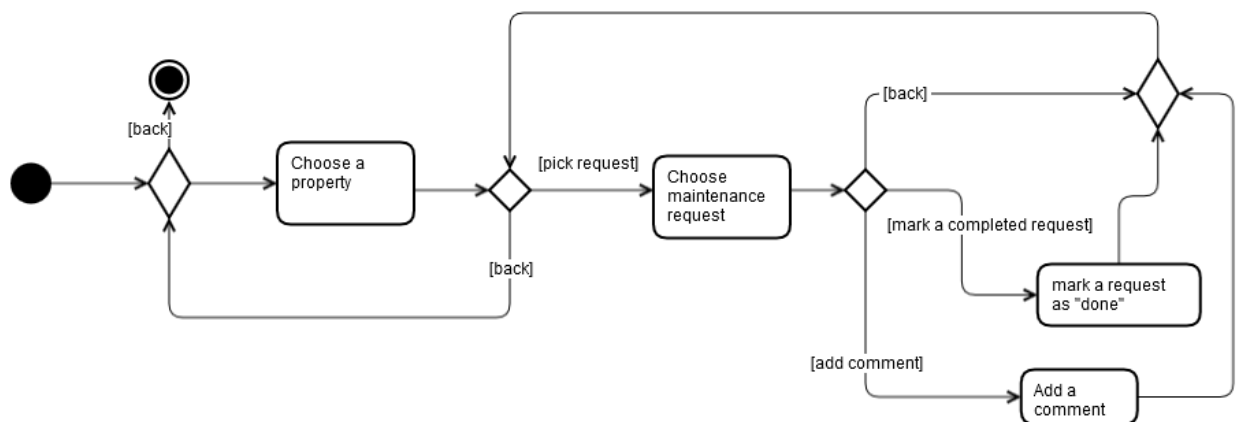 [back]
Choose a
property
[pick request]
[back]
Choose
maintenance
request
[back]
[mark a completed request]
mark a request
as "done"
[add comment]
Add a
comment